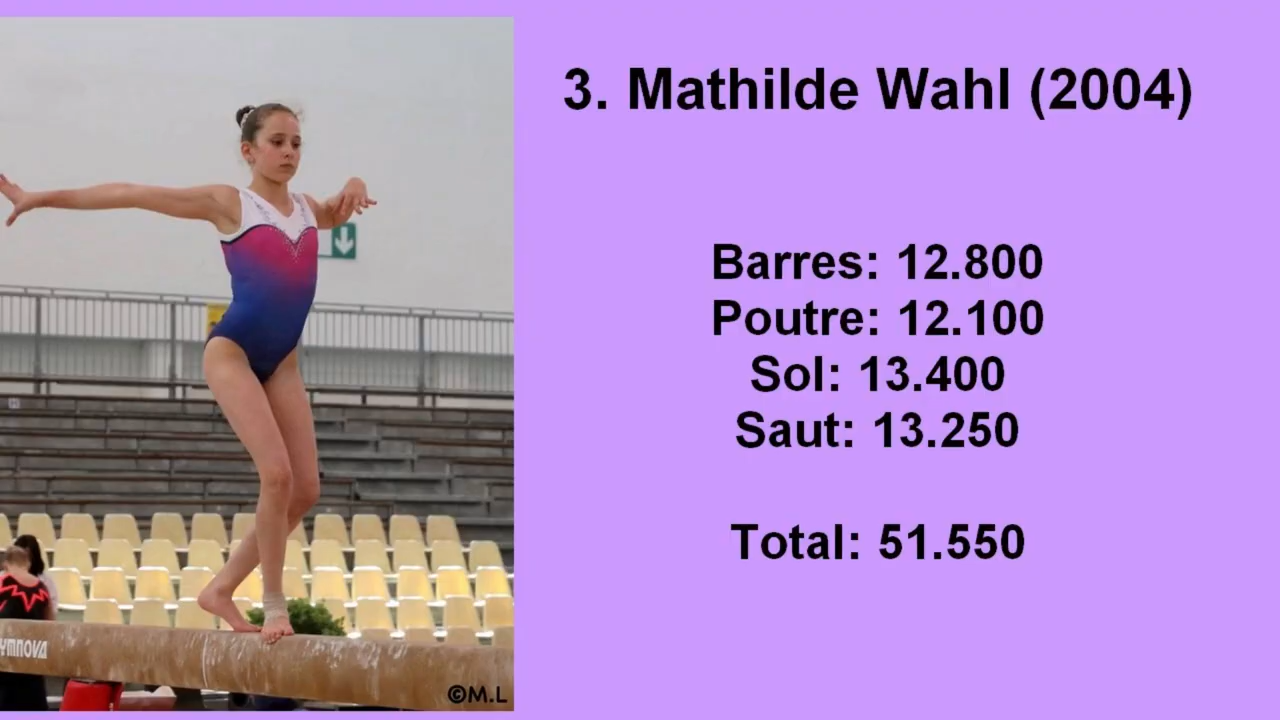 3. Mathilde Wahl (2004)
Barres: 12.800
Poutre: 12.100
Sol: 13.400
Saut: 13.250
Total: 51.550
YMNOVA
©M.L